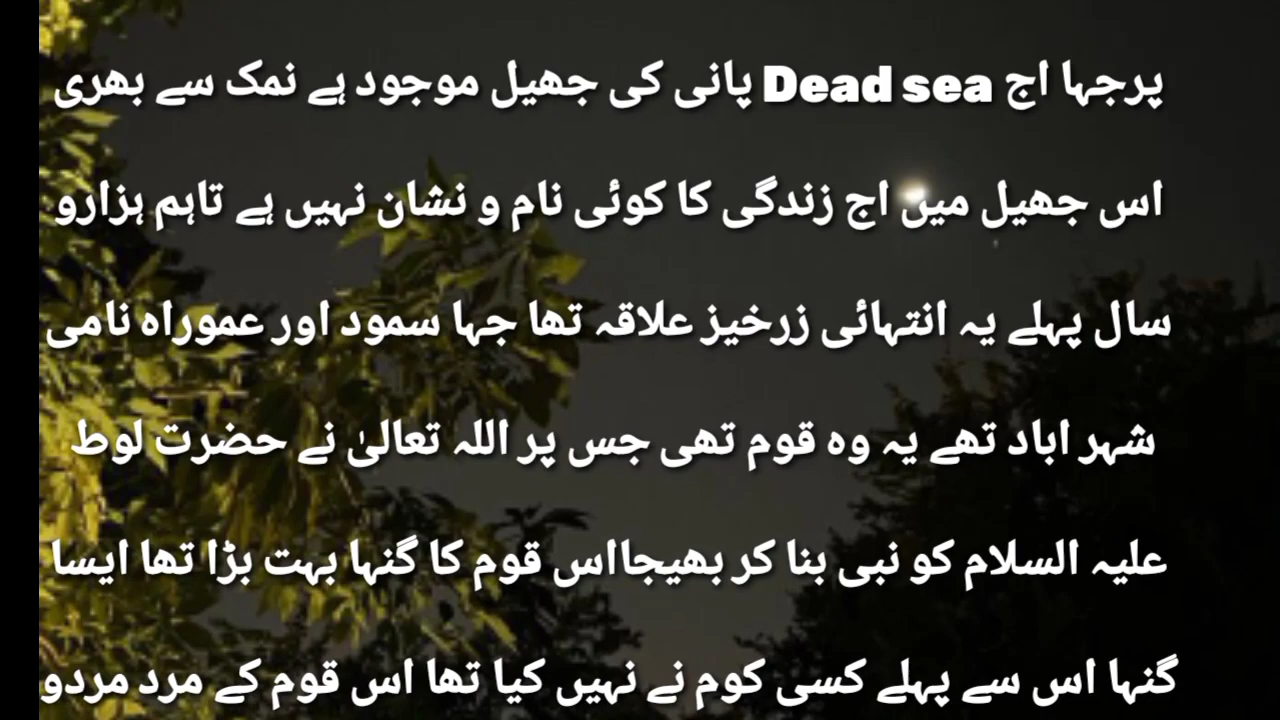 پرجہا اج Dead sea پانی کی جھیل موجود ہے نمک سے بھری
اس جھیل میں اج زندگی کا کوئی نام و نشان نہیں ہے تاہم ہزارو
سال پہلے یہ انتہائی زرخیز علاقہ تھا جہا سمود اور عموراہ نامی
شہر اباد تھے یہ وہ قوم تھی جس پر اللہ تعالیٰ نے حضرت لوط
علیہ السلام کو نبی بنا کر بھیجااس قوم کا گنہا بہت بڑا تھا ایسا
گنہا اس سے پہلے کسی کوم نے نہیں کیا تھا اس قوم کے مرد مردو